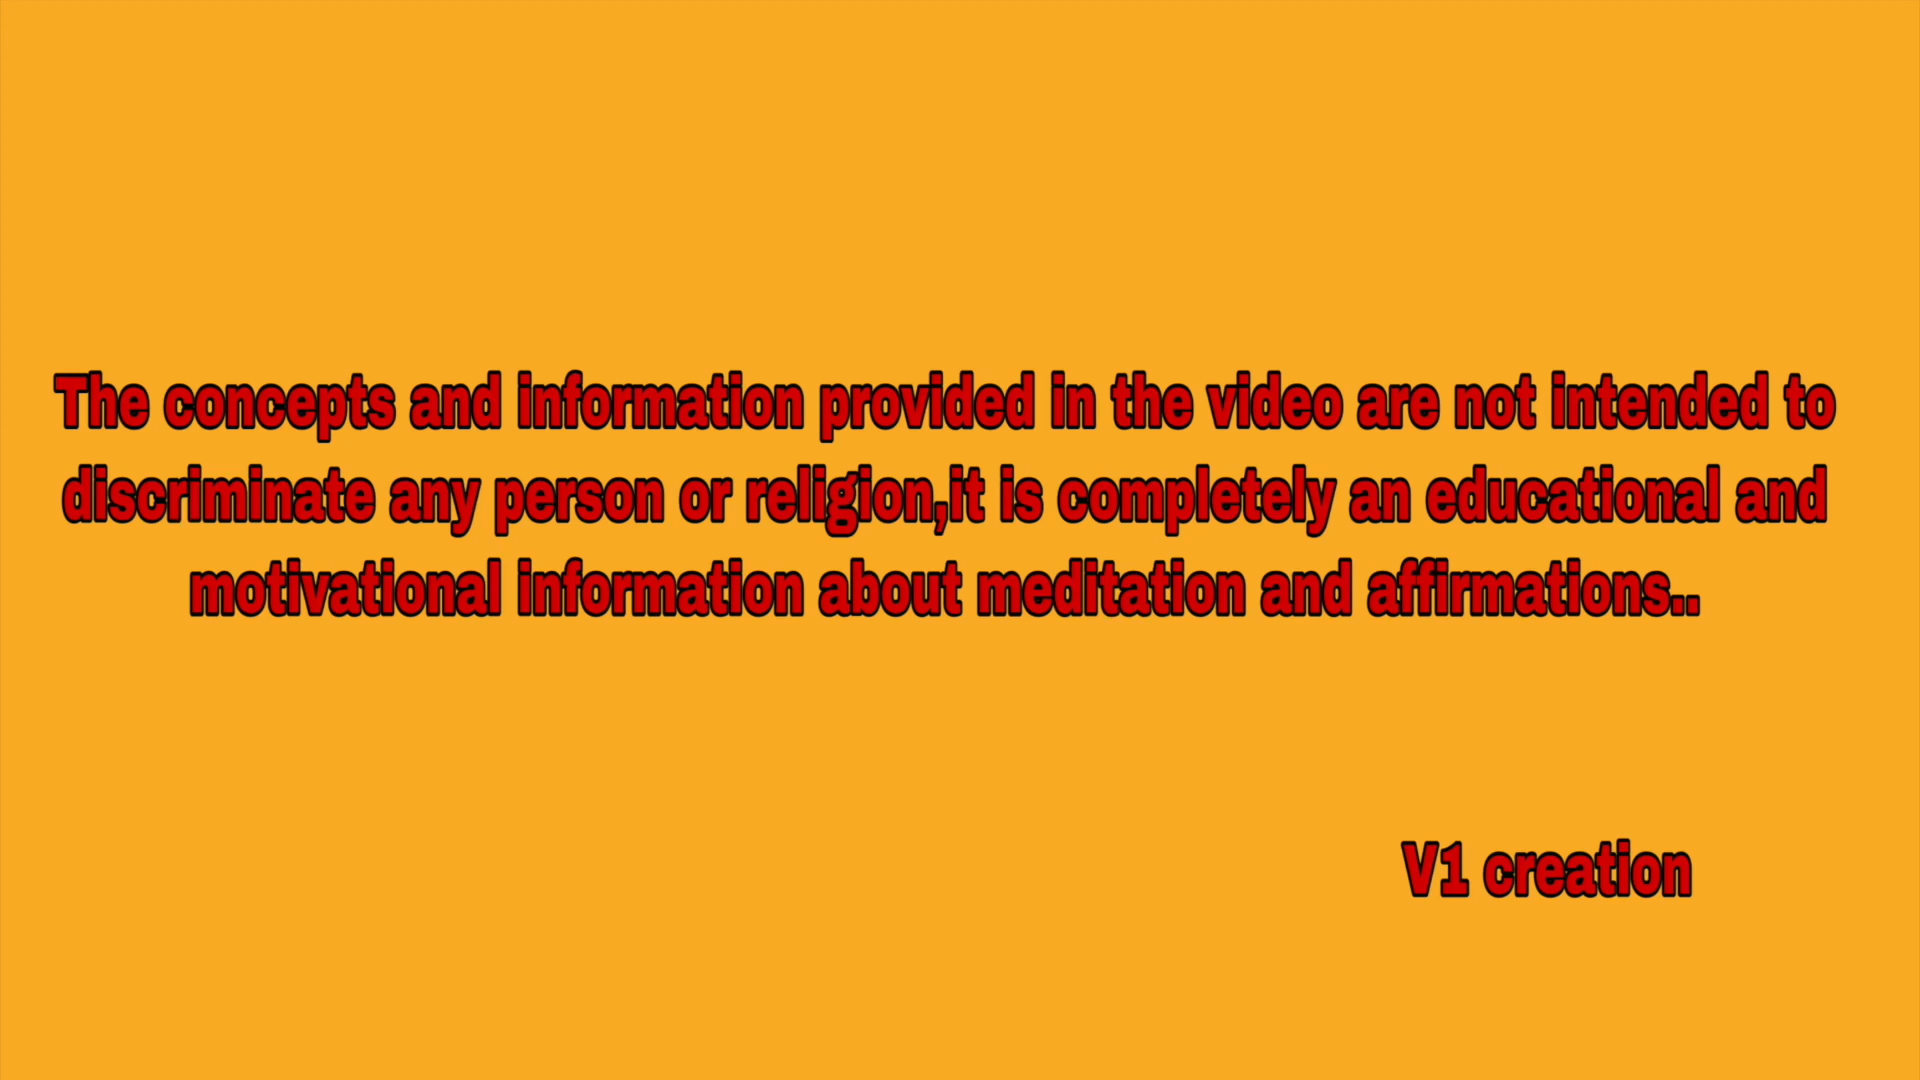 The concepts and information provided in the video are not intended to
discriminate any person or religion,it is completely an educational and
motivational information about meditation and affirmations..
V1 creation